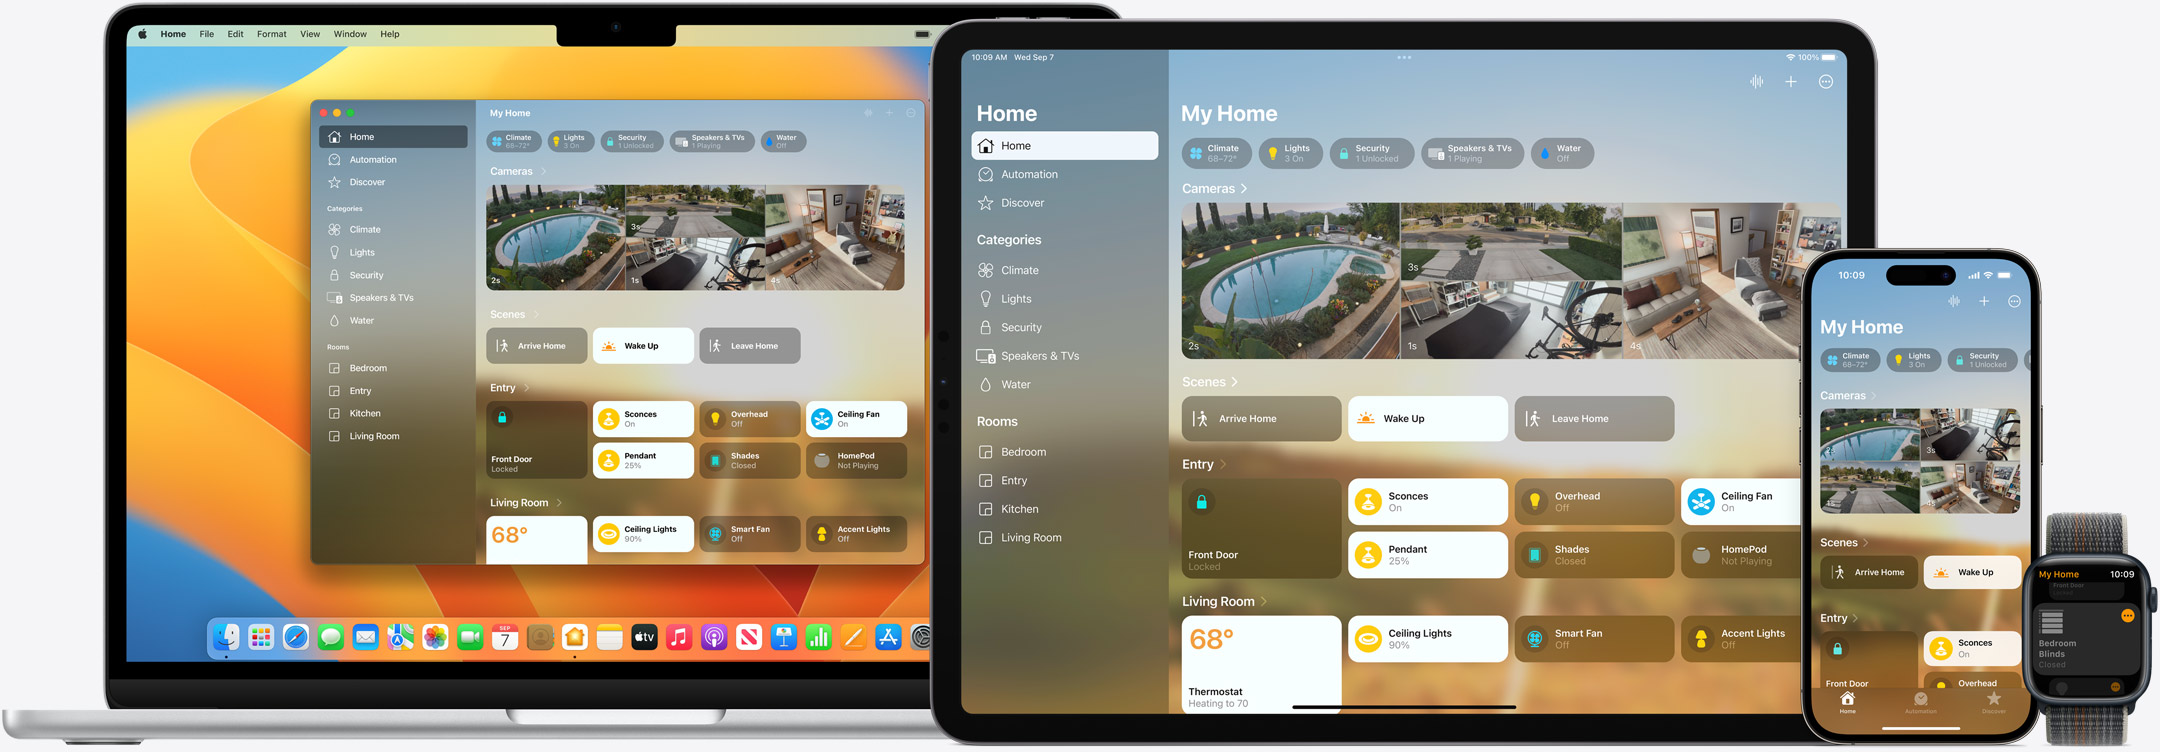 Home File Edit Format View Window Help
My Home
Home
Automation
Discover
Categories
Climate
Lights
Security
Speakers & TVs
Water
Rooms
Bedroom
Entry
Kitchen
Living Room
Climate
68–72°
Lights
3 On
Security
1 Unlocked
Speakers & TVs
1 Playing
Water
Off
Cameras
2s
3s
1s
4s
Scenes
Arrive Home
Wake Up
Leave Home
Entry
Front Door
Locked
Sconces
On
Overhead
Off
Ceiling Fan
On
Pendant
25%
Shades
Closed
HomePod
Not Playing
Living Room
68°
Ceiling Lights
90%
Smart Fan
Off
Accent Lights
Off
SEP
7
tv
10:09 AM Wed Sep 7
100%
Home
Home
Automation
Discover
Categories
Climate
Lights
Security
Speakers & TVs
Water
Rooms
Bedroom
Entry
Kitchen
Living Room
My Home
Climate
68–72°
Lights
3 On
Security
1 Unlocked
Speakers & TVs
1 Playing
Water
Off
Cameras
2s
3s
1s
4s
Scenes
Arrive Home
Wake Up
Leave Home
Entry
Front Door
Locked
Sconces
On
Overhead
Off
Ceiling Fan
On
Pendant
25%
Shades
Closed
HomePod
Not Playing
Living Room
68°
Thermostat
Heating to 70
Ceiling Lights
90%
Smart Fan
Off
Accent Lights
Off
10:09
My Home
Climate
68–72°
Lights
3 On
Security
1 Unlocked
Cameras
2s
3s
Scenes
Arrive Home
Wake Up
Entry
Front Door
Sconces
On
Overhead
Home
Automation
Discover
My Home 10:09
Front Door
Bedroom
Blinds
Closed